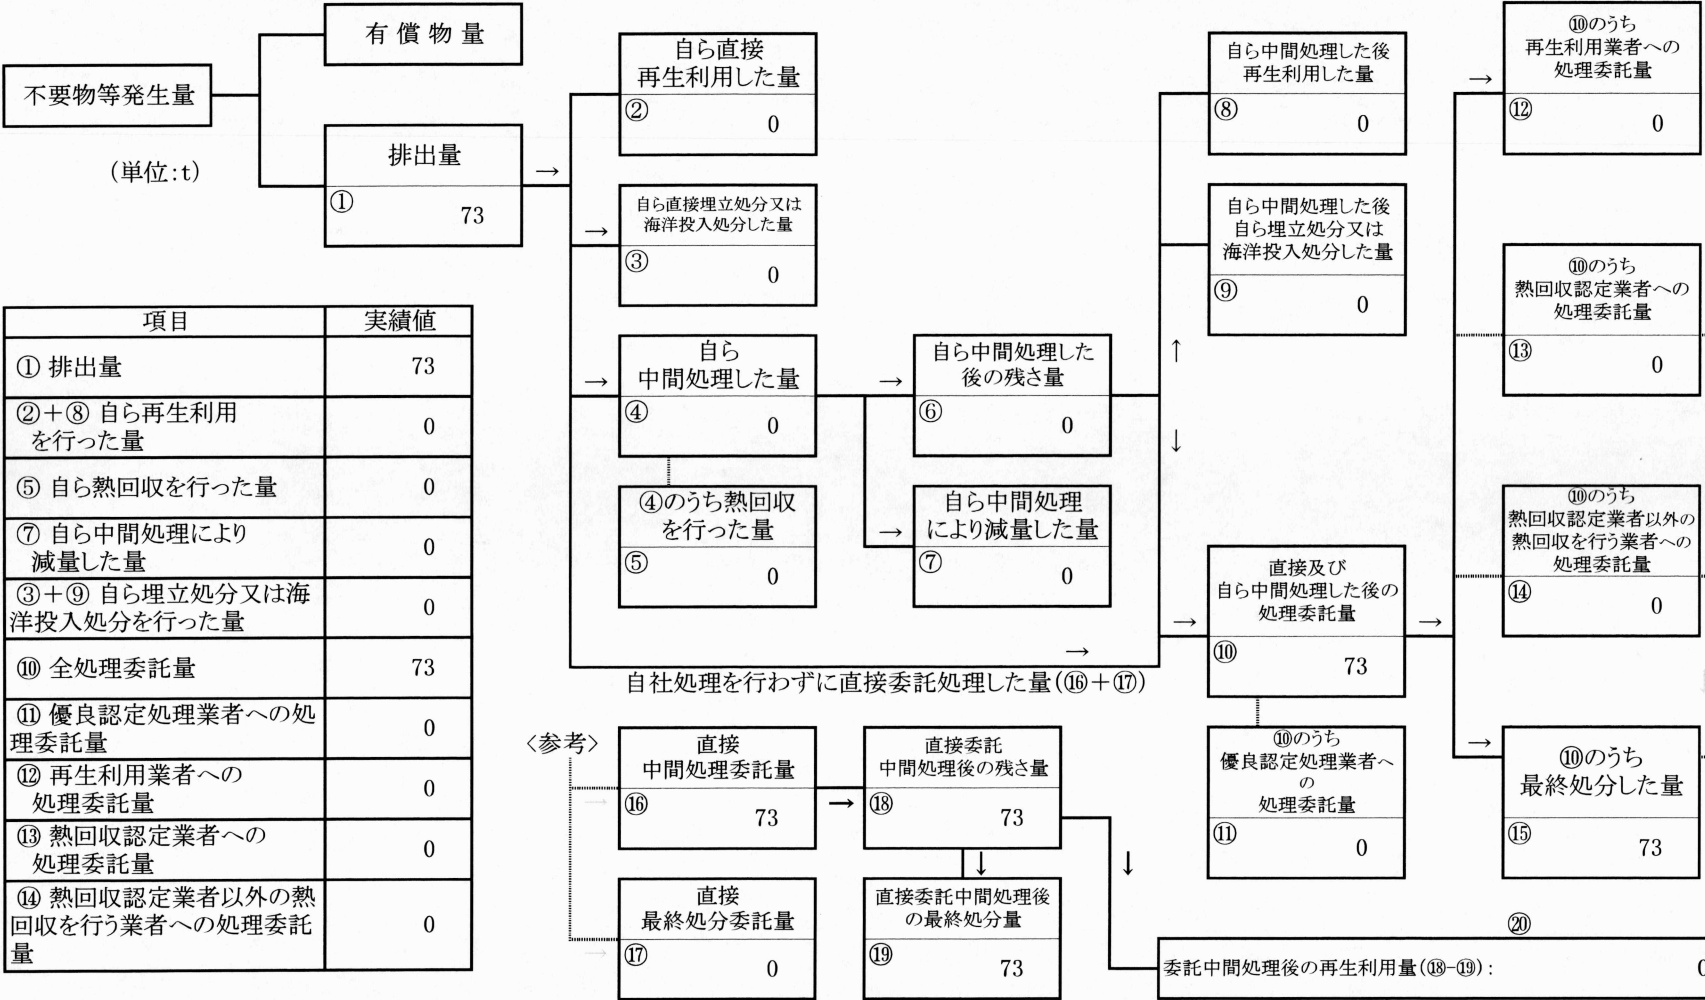 不要物等発生量
有償物量
(単位:t)
排出量
①
73
→
自ら直接
再生利用した量
②
0
→
自ら直接埋立処分又は
海洋投入処分した量
③
0
→
自ら
中間処理した量
④
0
④のうち熱回収
を行った量
⑤
0
→
自ら中間処理した
後の残さ量
⑥
0
→
自ら中間処理
により減量した量
⑦
0
↑
↓
自ら中間処理した後
再生利用した量
⑧
0
自ら中間処理した後
自ら埋立処分又は
海洋投入処分した量
⑨
0
→
自社処理を行わずに直接委託処理した量(⑯+⑰)
→
直接及び
自ら中間処理した後の
処理委託量
⑩
73
→
⑩のうち
優良認定処理業者へ
の
処理委託量
⑪
0
→
⑩のうち
再生利用業者への
処理委託量
⑫
0
⑩のうち
熱回収認定業者への
処理委託量
⑬
0
⑩のうち
熱回収認定業者以外の
熱回収を行う業者への
処理委託量
⑭
0
→
⑩のうち
最終処分した量
⑮
73
項目
実績値
① 排出量
73
②+⑧ 自ら再生利用
を行った量
0
⑤ 自ら熱回収を行った量
0
⑦ 自ら中間処理により
減量した量
0
③+⑨ 自ら埋立処分又は海
洋投入処分を行った量
0
⑩ 全処理委託量
73
⑪ 優良認定処理業者への処
理委託量
0
⑫ 再生利用業者への
処理委託量
0
⑬ 熱回収認定業者への
処理委託量
0
⑭ 熱回収認定業者以外の熱
回収を行う業者への処理委託
量
0
〈参考〉
→
直接
中間処理委託量
⑯
73
→
直接委託
中間処理後の残さ量
⑱
73
↓
↓
→
直接
最終処分委託量
⑰
0
直接委託中間処理後
の最終処分量
⑲
73
⑳
委託中間処理後の再生利用量(⑱-⑲):
0